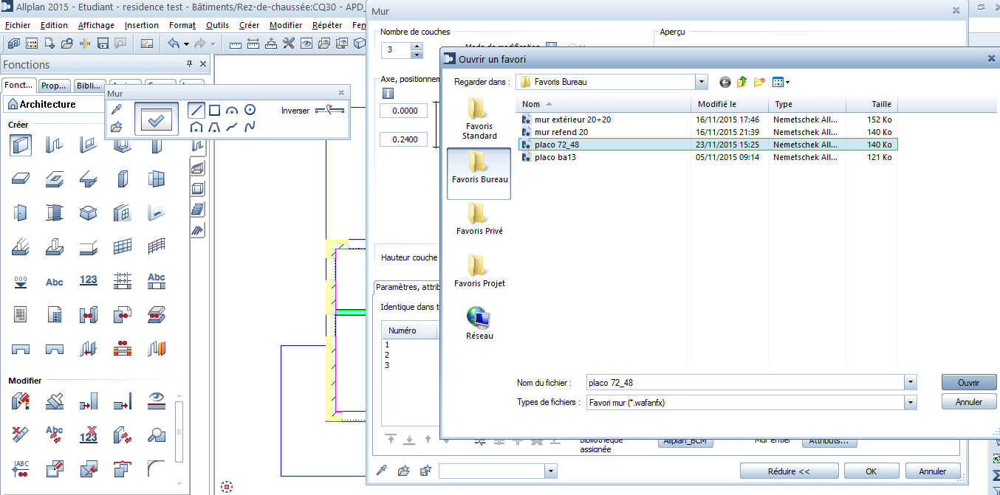 Allplan 2015 - Etudiant - residence test - Bâtiments/Rez-de-chaussée:CQ30 - APD_
Fichier Edition Affichage Insertion Format Outils Créer Modifier Répéter Fen
Fonctions
Fonct... Prop... Bibli...
Architecture
Créer
Abc 123 Abc
Modifier
Abc 123
ABC
Mur
Inverser
Mur
Nombre de couches
3
Aperçu
Axe, positionnem
0.0000
0.2400
Hauteur couche
Paramètres, attrib
Identique dans t
Numéro
1
2
3
Bibliothèque
assignée
Allplan_BCM
Mur entier
Attributs...
Réduire <<
OK
Annuler
Ouvrir un favori
Regarder dans :
Favoris Bureau
Favoris
Standard
Favoris Bureau
Favoris Privé
Favoris Projet
Réseau
Nom Modifié le Type Taille
mur extérieur 20+20 16/11/2015 17:46 Nemetschek All... 152 Ko
mur refend 20 16/11/2015 21:39 Nemetschek All... 140 Ko
placo 72_48 23/11/2015 15:25 Nemetschek All... 140 Ko
placo ba13 05/11/2015 09:14 Nemetschek All... 121 Ko
Nom du fichier : placo 72_48 Ouvrir
Types de fichiers : Favori mur (*.wafanfx) Annuler